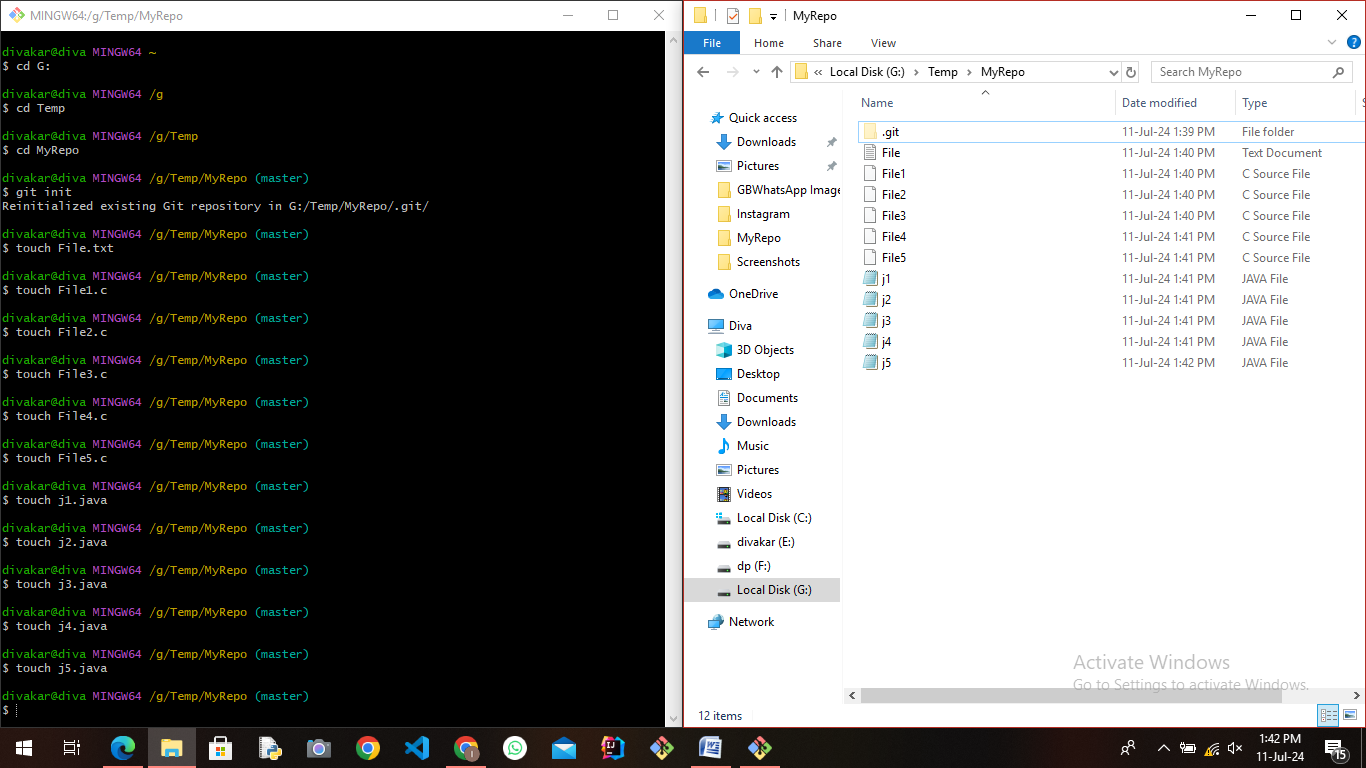 MINGW64:/g/Temp/MyRepo
divakar@diva MINGW64 ~
$ cd G:
divakar@diva MINGW64 /g
$ cd Temp
divakar@diva MINGW64 /g/Temp
$ cd MyRepo
divakar@diva MINGW64 /g/Temp/MyRepo (master)
$ git init
Reinitialized existing Git repository in G:/Temp/MyRepo/.git/
divakar@diva MINGW64 /g/Temp/MyRepo (master)
$ touch File.txt
divakar@diva MINGW64 /g/Temp/MyRepo (master)
$ touch File1.c
divakar@diva MINGW64 /g/Temp/MyRepo (master)
$ touch File2.c
divakar@diva MINGW64 /g/Temp/MyRepo (master)
$ touch File3.c
divakar@diva MINGW64 /g/Temp/MyRepo (master)
$ touch File4.c
divakar@diva MINGW64 /g/Temp/MyRepo (master)
$ touch File5.c
divakar@diva MINGW64 /g/Temp/MyRepo (master)
$ touch j1.java
divakar@diva MINGW64 /g/Temp/MyRepo (master)
$ touch j2.java
divakar@diva MINGW64 /g/Temp/MyRepo (master)
$ touch j3.java
divakar@diva MINGW64 /g/Temp/MyRepo (master)
$ touch j4.java
divakar@diva MINGW64 /g/Temp/MyRepo (master)
$ touch j5.java
divakar@diva MINGW64 /g/Temp/MyRepo (master)
$
MyRepo
File Home Share View
« Local Disk (G:) > Temp > MyRepo
Search MyRepo
Quick access
Downloads
Pictures
GBWhatsApp Image
Instagram
MyRepo
Screenshots
OneDrive
Diva
3D Objects
Desktop
Documents
Downloads
Music
Pictures
Videos
Local Disk (C:)
divakar (E:)
dp (F:)
Local Disk (G:)
Network
Name Date modified Type S
.git 11-Jul-24 1:39 PM File folder
File 11-Jul-24 1:40 PM Text Document
File1 11-Jul-24 1:40 PM C Source File
File2 11-Jul-24 1:40 PM C Source File
File3 11-Jul-24 1:40 PM C Source File
File4 11-Jul-24 1:41 PM C Source File
File5 11-Jul-24 1:41 PM C Source File
j1 11-Jul-24 1:41 PM JAVA File
j2 11-Jul-24 1:41 PM JAVA File
j3 11-Jul-24 1:41 PM JAVA File
j4 11-Jul-24 1:41 PM JAVA File
j5 11-Jul-24 1:42 PM JAVA File
Activate Windows
Go to Settings to activate Windows.
12 items
1:42 PM
11-Jul-24
15